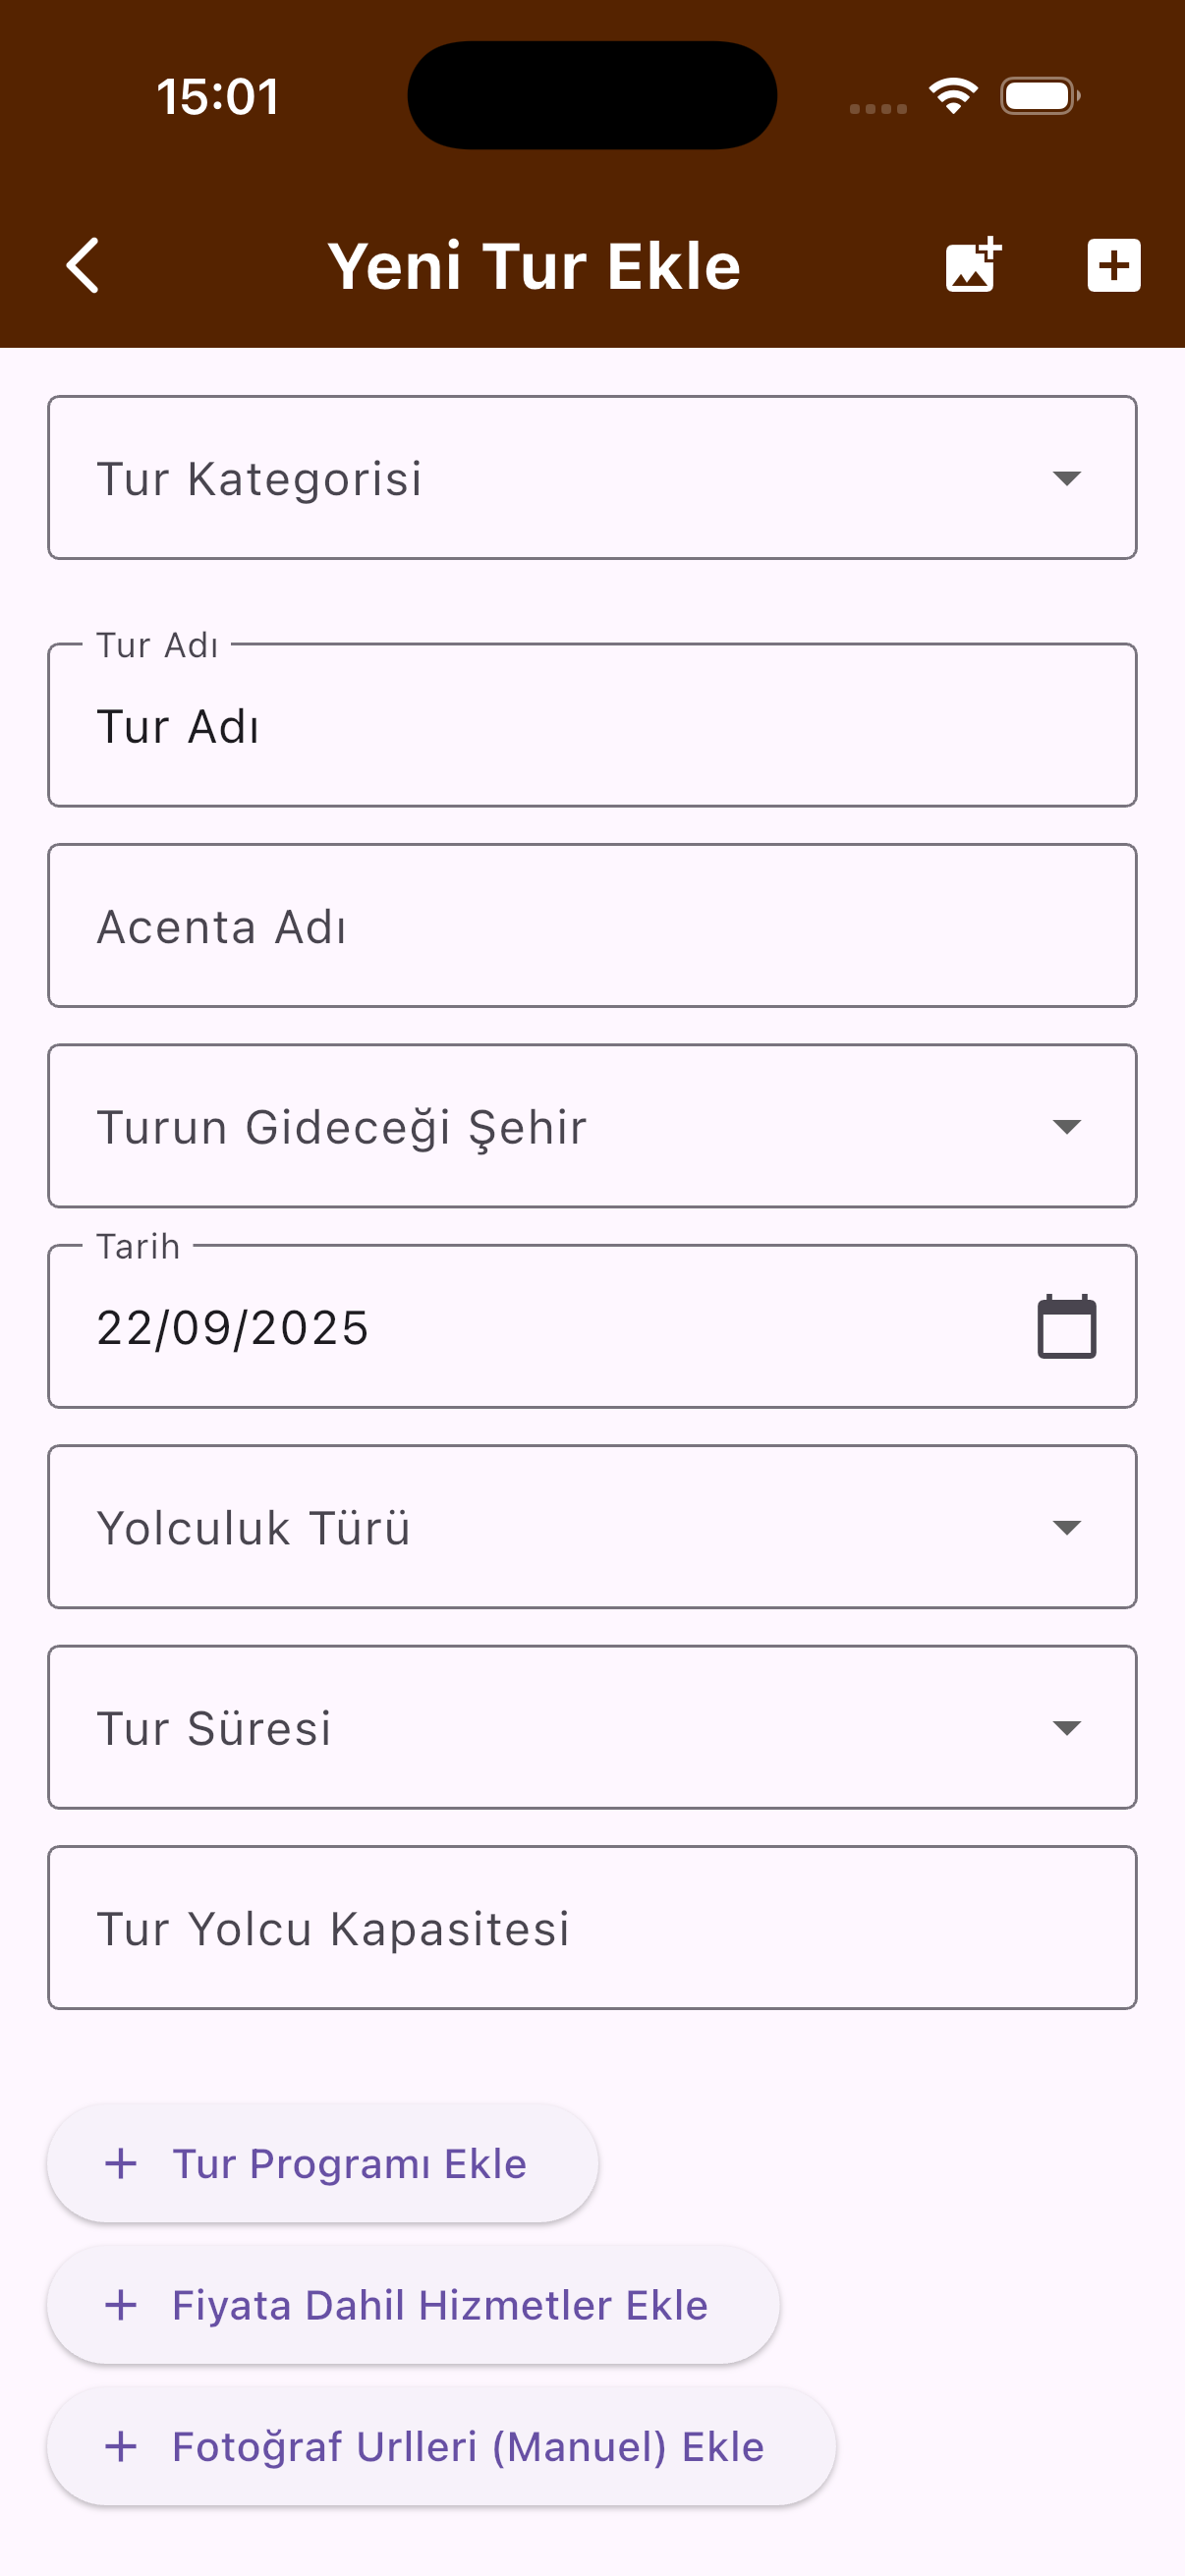 15:01
Yeni Tur Ekle
Tur Kategorisi
Tur Adı
Tur Adı
Acenta Adı
Turun Gideceği Şehir
Tarih
22/09/2025
Yolculuk Türü
Tur Süresi
Tur Yolcu Kapasitesi
+ Tur Programı Ekle
+ Fiyata Dahil Hizmetler Ekle
+ Fotoğraf Urlleri (Manuel) Ekle